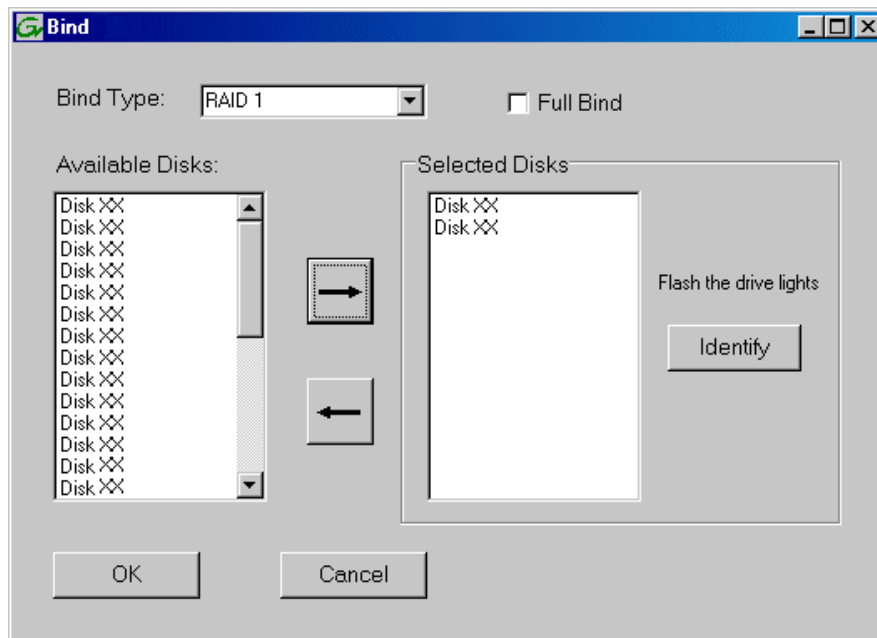 Bind
Bind Type: RAID 1 Full Bind
Available Disks:
Disk XX
Disk XX
Disk XX
Disk XX
Disk XX
Disk XX
Disk XX
Disk XX
Disk XX
Disk XX
Disk XX
Disk XX
Disk XX
Disk XX
Selected Disks
Disk XX
Disk XX
Flash the drive lights
Identify
OK Cancel